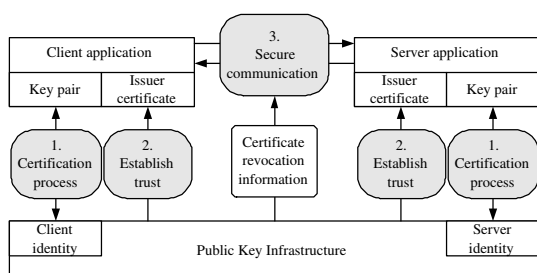 3.
Secure
communication
Client application
Server application
Key pair
Issuer
certificate
Issuer
certificate
Key pair
1.
Certification
process
2.
Establish
trust
Certificate
revocation
information
2.
Establish
trust
1.
Certification
process
Client
identity
Public Key Infrastructure
Server
identity